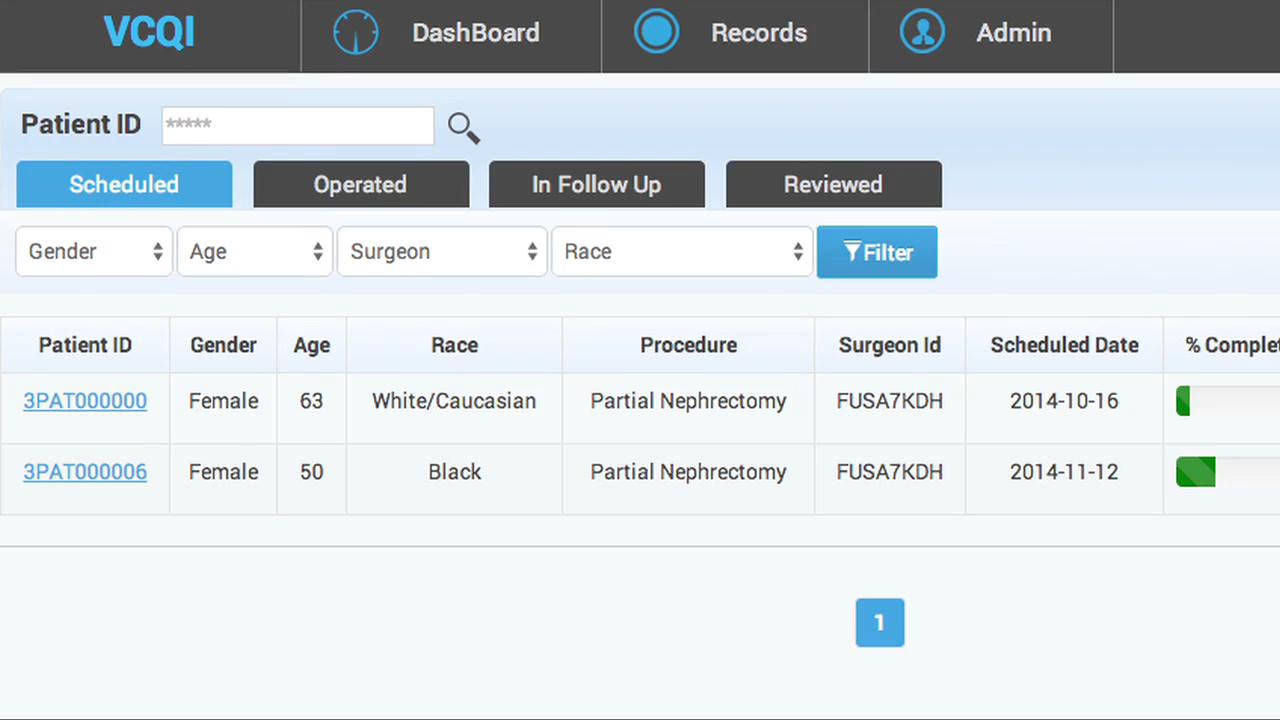 VCQI DashBoard Records Admin
Patient ID *****
Scheduled Operated In Follow Up Reviewed
Gender Age Surgeon Race Filter
Patient ID Gender Age Race Procedure Surgeon Id Scheduled Date % Complet
3PAT000000 Female 63 White/Caucasian Partial Nephrectomy FUSA7KDH 2014-10-16
3PAT000006 Female 50 Black Partial Nephrectomy FUSA7KDH 2014-11-12
1